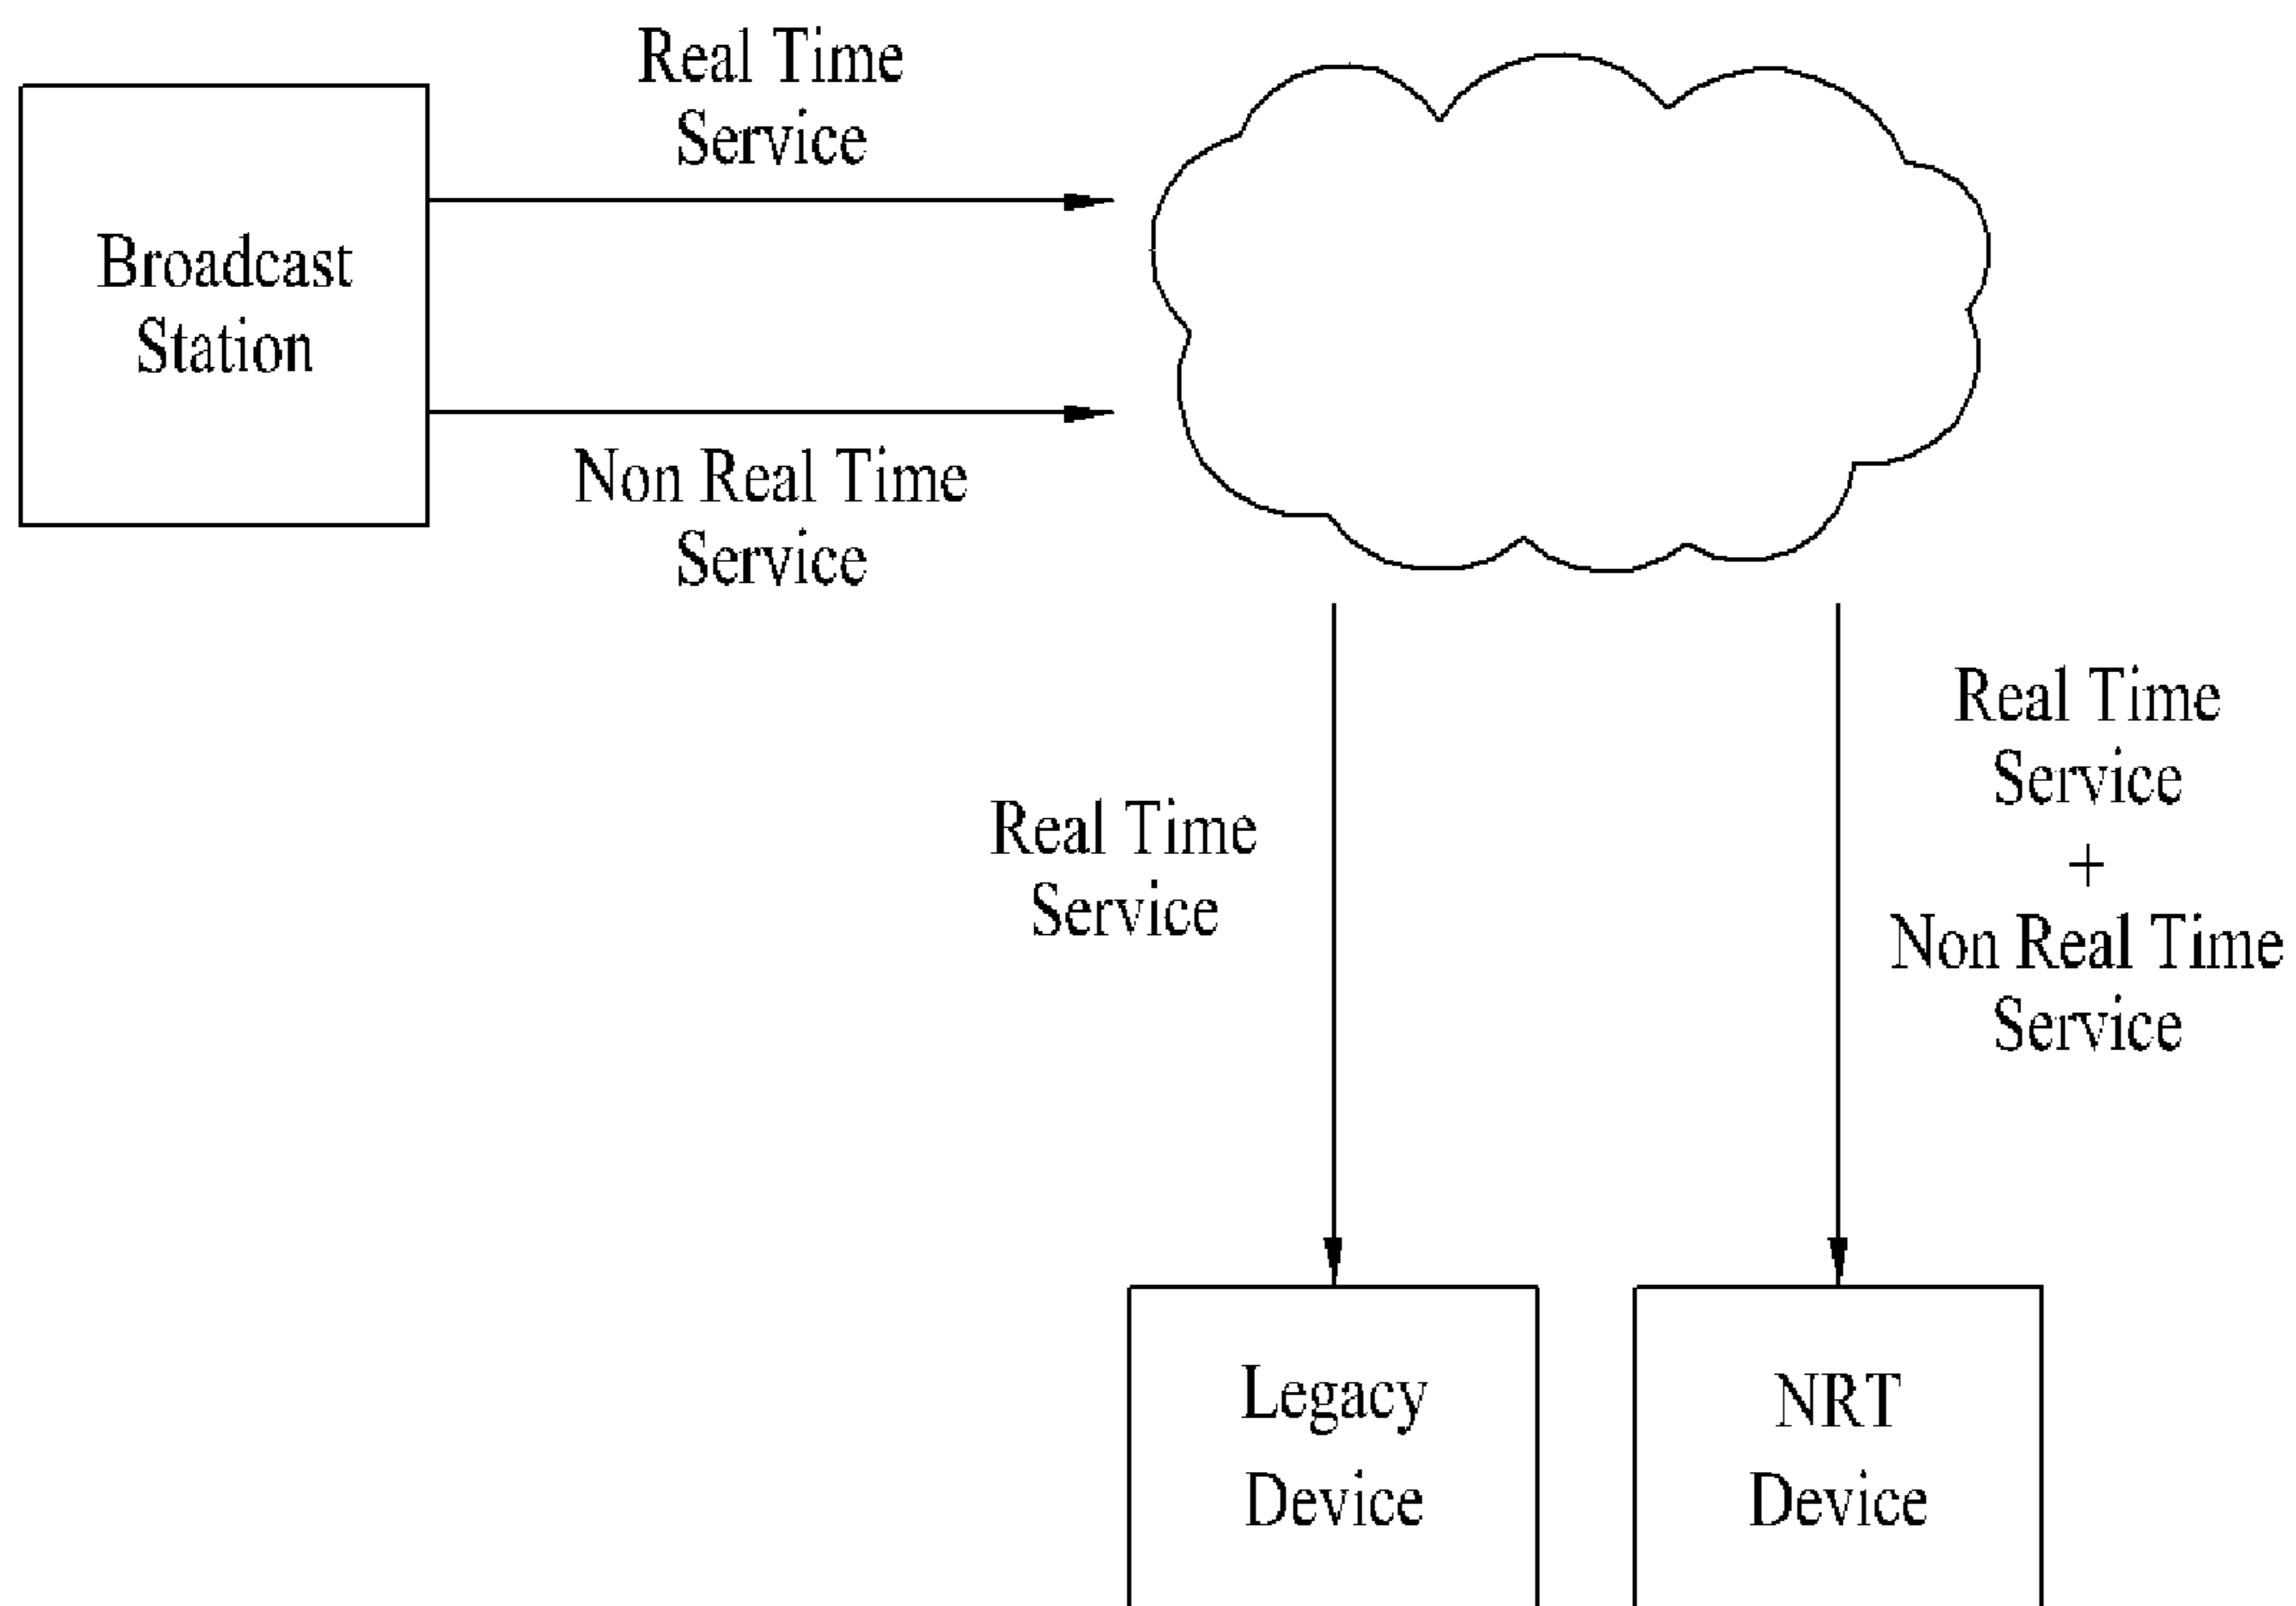 Real Time
Service
Broadcast
Station
Non Real Time
Service
Real Time
Service
Real Time
Service
+
Non Real Time
Service
Legacy
Device
NRT
Device